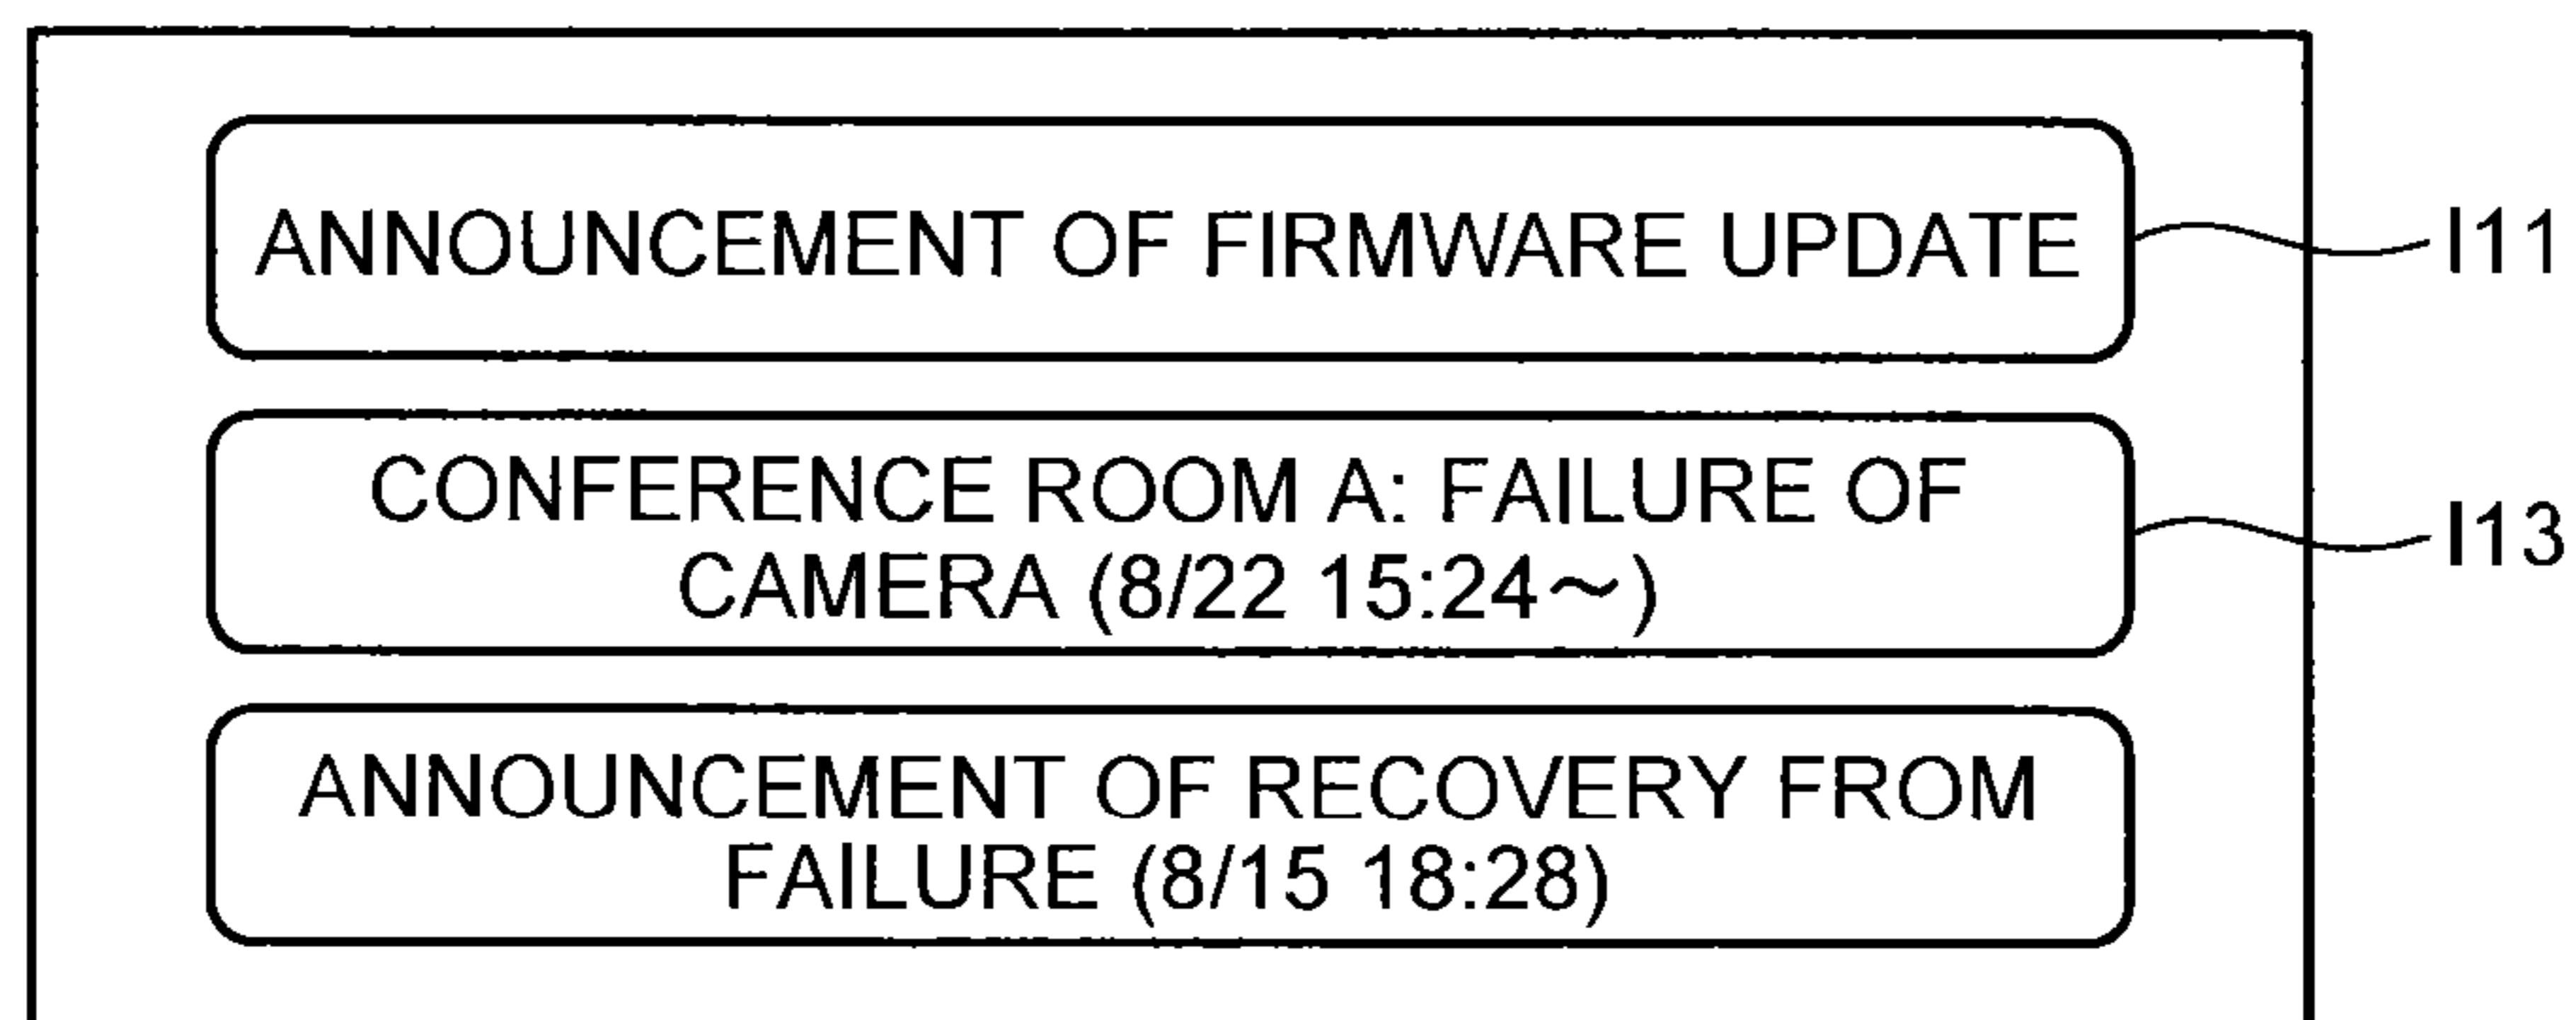 ANNOUNCEMENT OF FIRMWARE UPDATE
I11
CONFERENCE ROOM A: FAILURE OF
CAMERA (8/22 15:24～)
I13
ANNOUNCEMENT OF RECOVERY FROM
FAILURE (8/15 18:28)